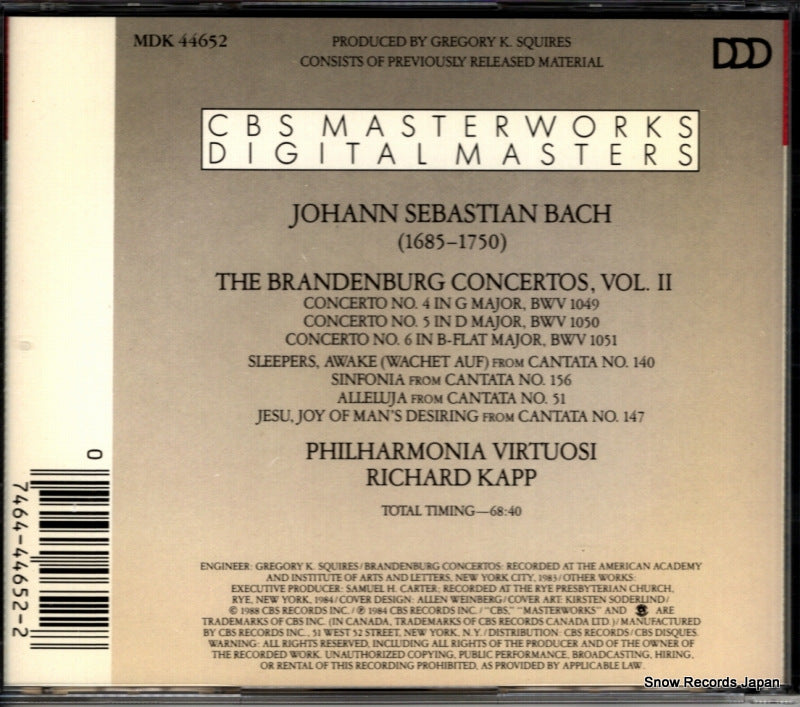 MDK 44652
PRODUCED BY GREGORY K. SQUIRES
CONSISTS OF PREVIOUSLY RELEASED MATERIAL
DDD
CBS MASTERWORKS
DIGITAL MASTERS
JOHANN SEBASTIAN BACH
(1685–1750)
THE BRANDENBURG CONCERTOS, VOL. II
CONCERTO NO. 4 IN G MAJOR, BWV 1049
CONCERTO NO. 5 IN D MAJOR, BWV 1050
CONCERTO NO. 6 IN B-FLAT MAJOR, BWV 1051
SLEEPERS, AWAKE (WACHET AUF) FROM CANTATA NO. 140
SINFONIA FROM CANTATA NO. 156
ALLELUJA FROM CANTATA NO. 51
JESU, JOY OF MAN'S DESIRING FROM CANTATA NO. 147
PHILHARMONIA VIRTUOSI
RICHARD KAPP
TOTAL TIMING—68:40
0
7464-44652-2
ENGINEER: GREGORY K. SQUIRES/BRANDENBURG CONCERTOS: RECORDED AT THE AMERICAN ACADEMY
AND INSTITUTE OF ARTS AND LETTERS, NEW YORK CITY, 1983/OTHER WORKS:
EXECUTIVE PRODUCER: SAMUEL H. CARTER; RECORDED AT THE RYE PRESBYTERIAN CHURCH,
RYE, NEW YORK, 1984/COVER DESIGN: ALLEN WEINBERG/COVER ART: KIRSTEN SODERLIND/
© 1988 CBS RECORDS INC./℗ 1984 CBS RECORDS INC./"CBS," "MASTERWORKS" AND ARE
TRADEMARKS OF CBS INC. (IN CANADA, TRADEMARKS OF CBS RECORDS CANADA LTD.)/MANUFACTURED
BY CBS RECORDS INC., 51 WEST 52 STREET, NEW YORK, N.Y./DISTRIBUTION: CBS RECORDS/CBS DISQUES.
WARNING: ALL RIGHTS RESERVED, INCLUDING ALL RIGHTS OF THE PRODUCER AND OF THE OWNER OF
THE RECORDED WORK. UNAUTHORIZED COPYING, PUBLIC PERFORMANCE, BROADCASTING, HIRING,
OR RENTAL OF THIS RECORDING PROHIBITED, AS PROVIDED BY APPLICABLE LAW.
Snow Records Japan